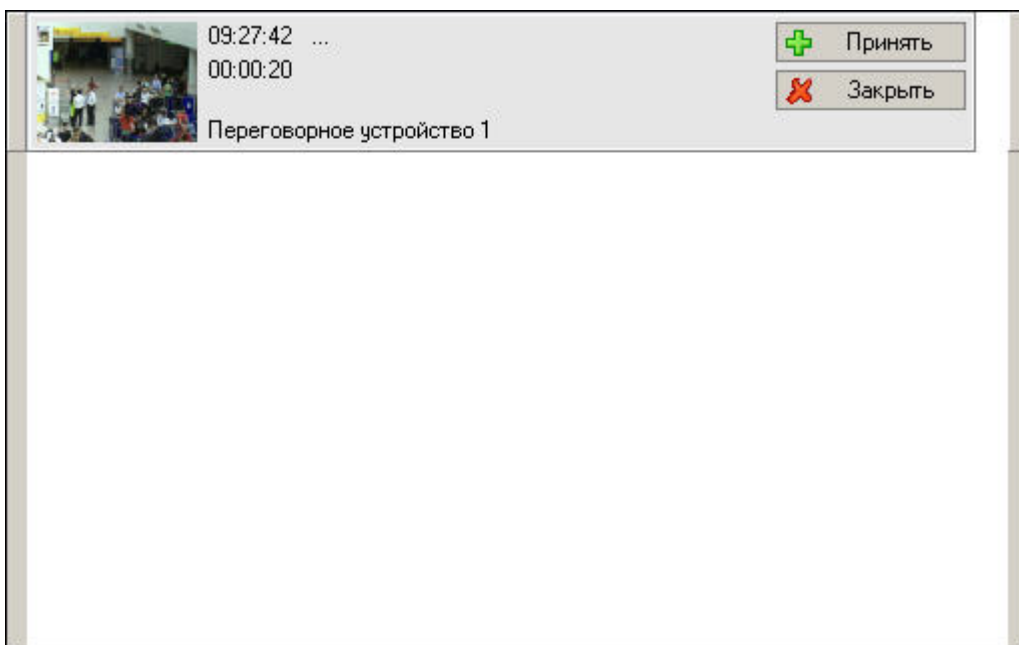 09:27:42 ...
00:00:20
Переговорное устройство 1
Принять
Закрыть